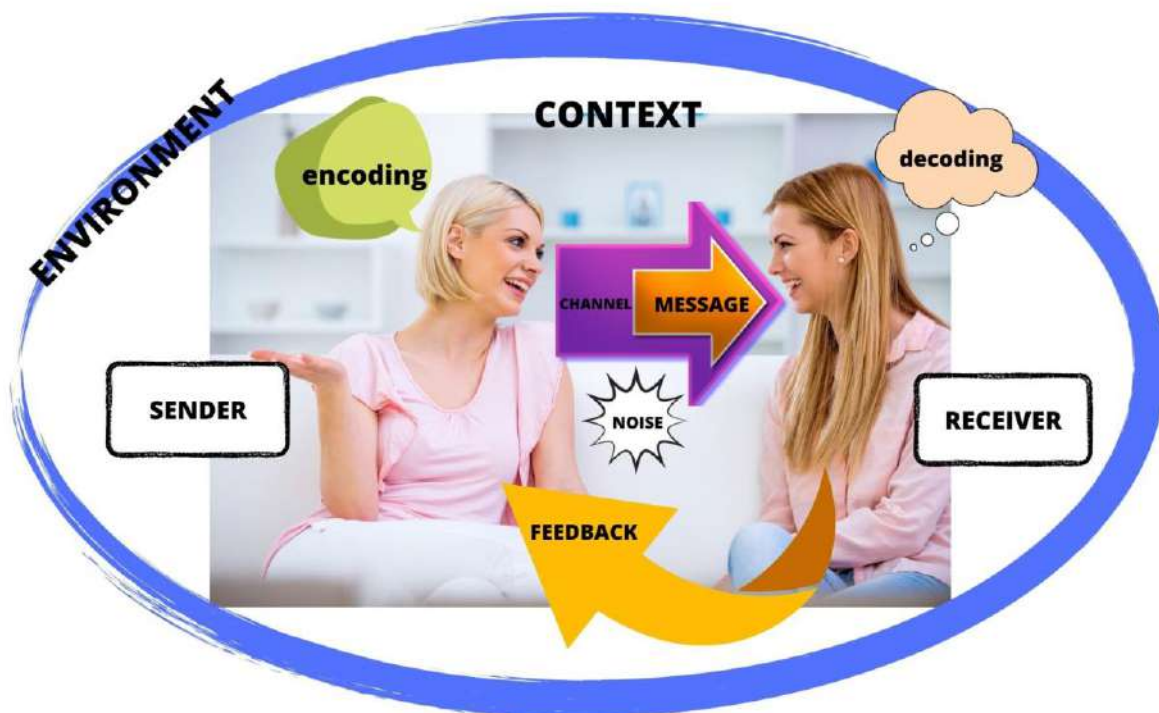 ENVIRONMENT
CONTEXT
encoding
decoding
CHANNEL
MESSAGE
SENDER
NOISE
RECEIVER
FEEDBACK